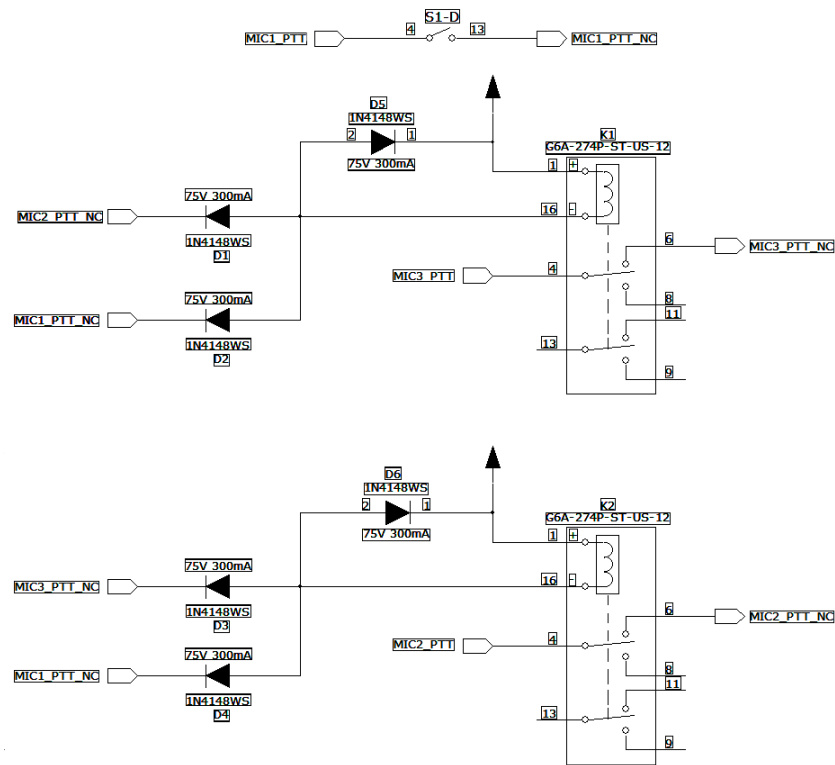 S1-D
4 13
MIC1_PTT MIC1_PTT_NC
D5
1N4148WS
2 1
75V 300mA
K1
G6A-274P-ST-US-12
1 +
75V 300mA
MIC2_PTT_NC
16 -
1N4148WS
D1
6
MIC3_PTT_NC
MIC3_PTT
4
75V 300mA
8
MIC1_PTT_NC
11
1N4148WS
D2
13
9
D6
1N4148WS
2 1
75V 300mA
K2
G6A-274P-ST-US-12
1 +
75V 300mA
MIC3_PTT_NC
16 -
1N4148WS
D3
6
MIC2_PTT_NC
MIC2_PTT
4
75V 300mA
8
MIC1_PTT_NC
11
1N4148WS
D4
13
9